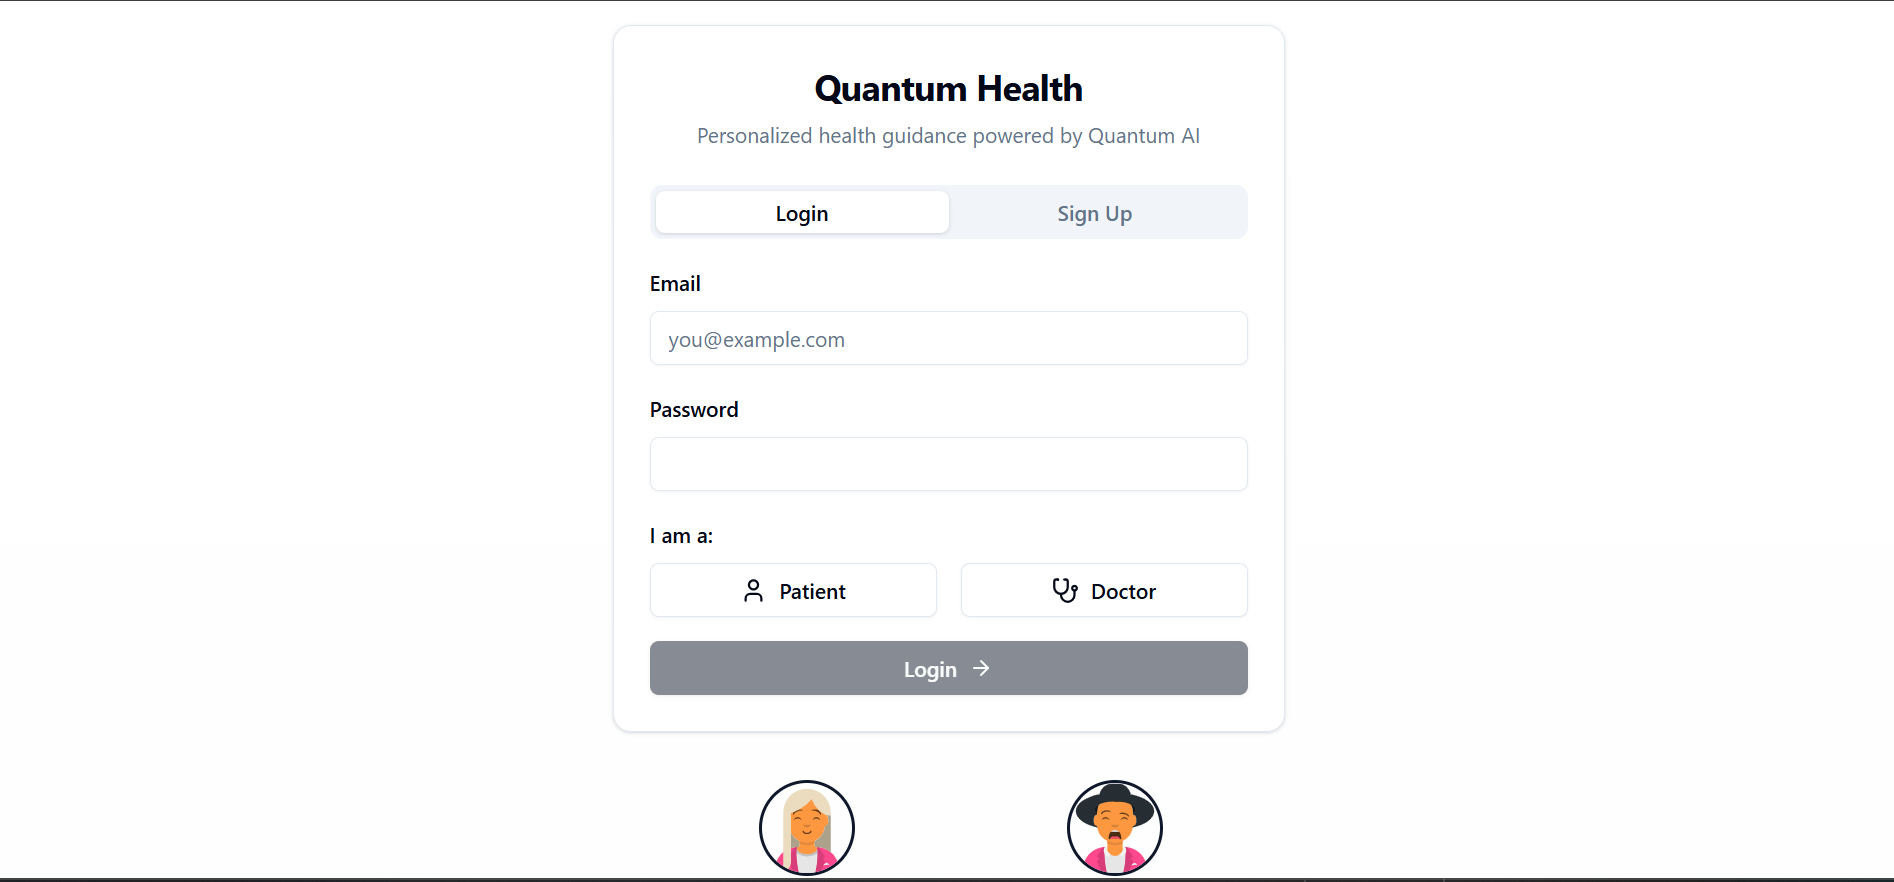 Quantum Health
Personalized health guidance powered by Quantum AI
Login Sign Up
Email
you@example.com
Password
I am a:
Patient Doctor
Login →